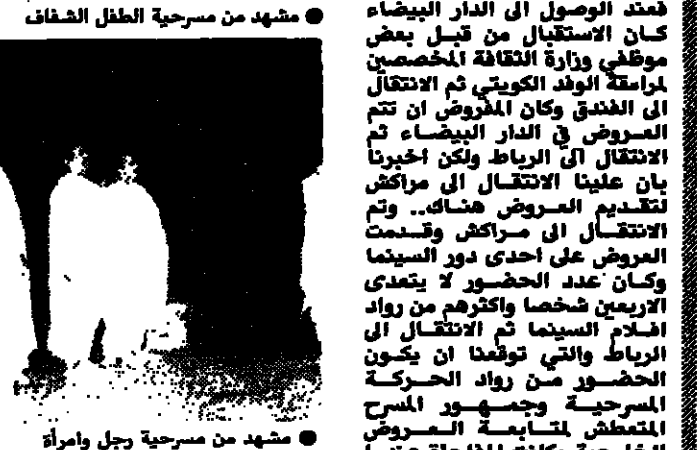 فعند الوصول الى الدار البيضاء
كان الاستقبال من قبل بعض
موظفي وزارة الثقافة المخصصين
لمرافقة الوفد الكويتي ثم الانتقال
الى الفندق وكان المفروض ان تتم
العروض في الدار البيضاء ثم
الانتقال الى الرباط ولكن اخبرنا
بان علينا الانتقال الى مراكش
لتقديم العروض هناك.. وتم
الانتقال الى مراكش وقدمت
العروض على احدى دور السينما
وكان عدد الحضور لا يتعدى
الاربعين شخصا واكثرهم من رواد
افلام السينما ثم الانتقال الى
الرباط والتي توقعنا ان يكون
الحضور من رواد الحركة
المسرحية وجمهور المسرح
المتعطش لمتابعة العروض
● مشهد من مسرحية الطفل الشفاف
● مشهد من مسرحية رجل وامرأة